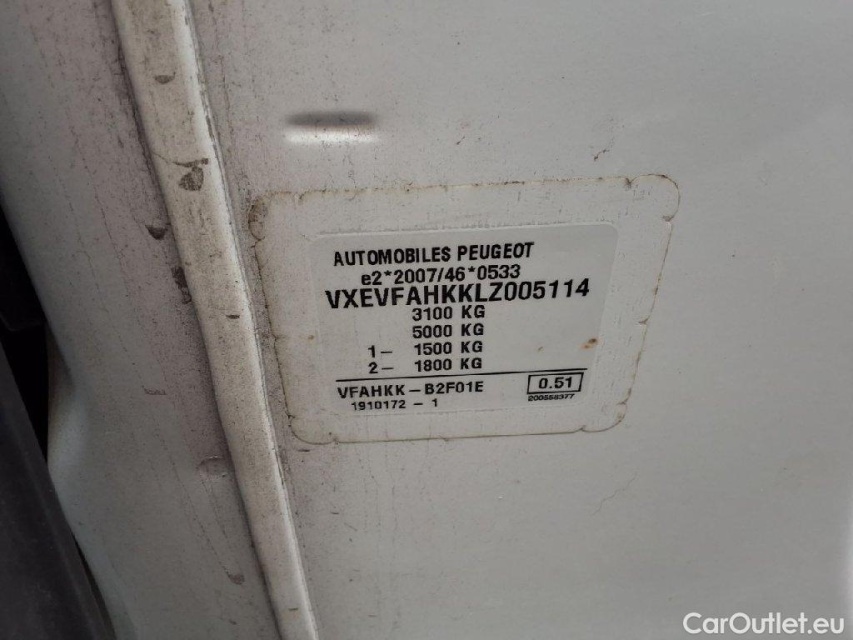 AUTOMOBILES PEUGEOT
e2*2007/46*0533
VXEVFAHKKLZ005114
3100 KG
5000 KG
1- 1500 KG
2- 1800 KG
VFAHKK-B2F01E 0.51
1910172 - 1
CarOutlet.eu